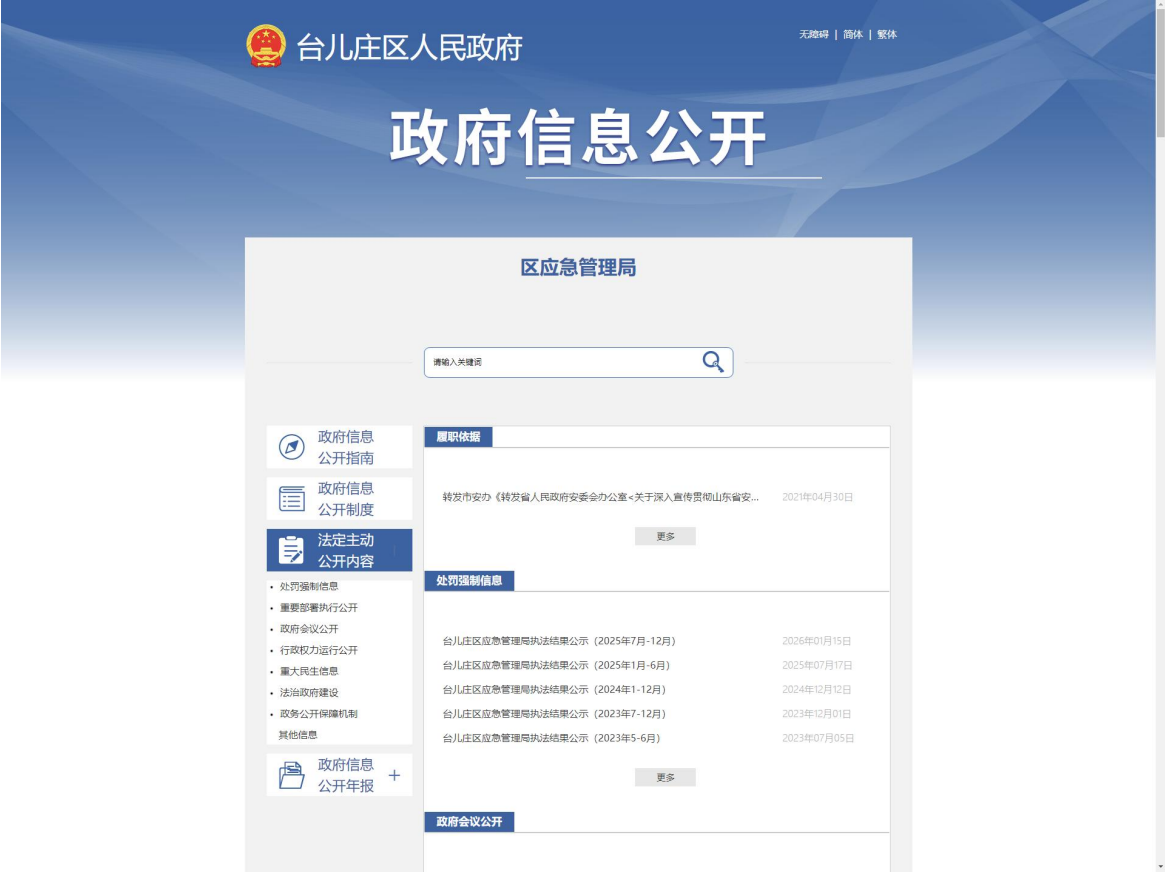 台儿庄区人民政府
无障碍 | 简体 | 繁体
政府信息公开
区应急管理局
请输入关键词
政府信息
公开指南
政府信息
公开制度
法定主动
公开内容
• 处罚强制信息
• 重要部署执行公开
• 政府会议公开
• 行政权力运行公开
• 重大民生信息
• 法治政府建设
• 政务公开保障机制
其他信息
政府信息
公开年报 +
履职依据
转发市安办《转发省人民政府安委会办公室<关于深入宣传贯彻山东省安... 2021年04月30日
更多
处罚强制信息
台儿庄区应急管理局执法结果公示（2025年7月-12月） 2026年01月15日
台儿庄区应急管理局执法结果公示（2025年1月-6月） 2025年07月17日
台儿庄区应急管理局执法结果公示（2024年1-12月） 2024年12月12日
台儿庄区应急管理局执法结果公示（2023年7-12月） 2023年12月01日
台儿庄区应急管理局执法结果公示（2023年5-6月） 2023年07月05日
更多
政府会议公开